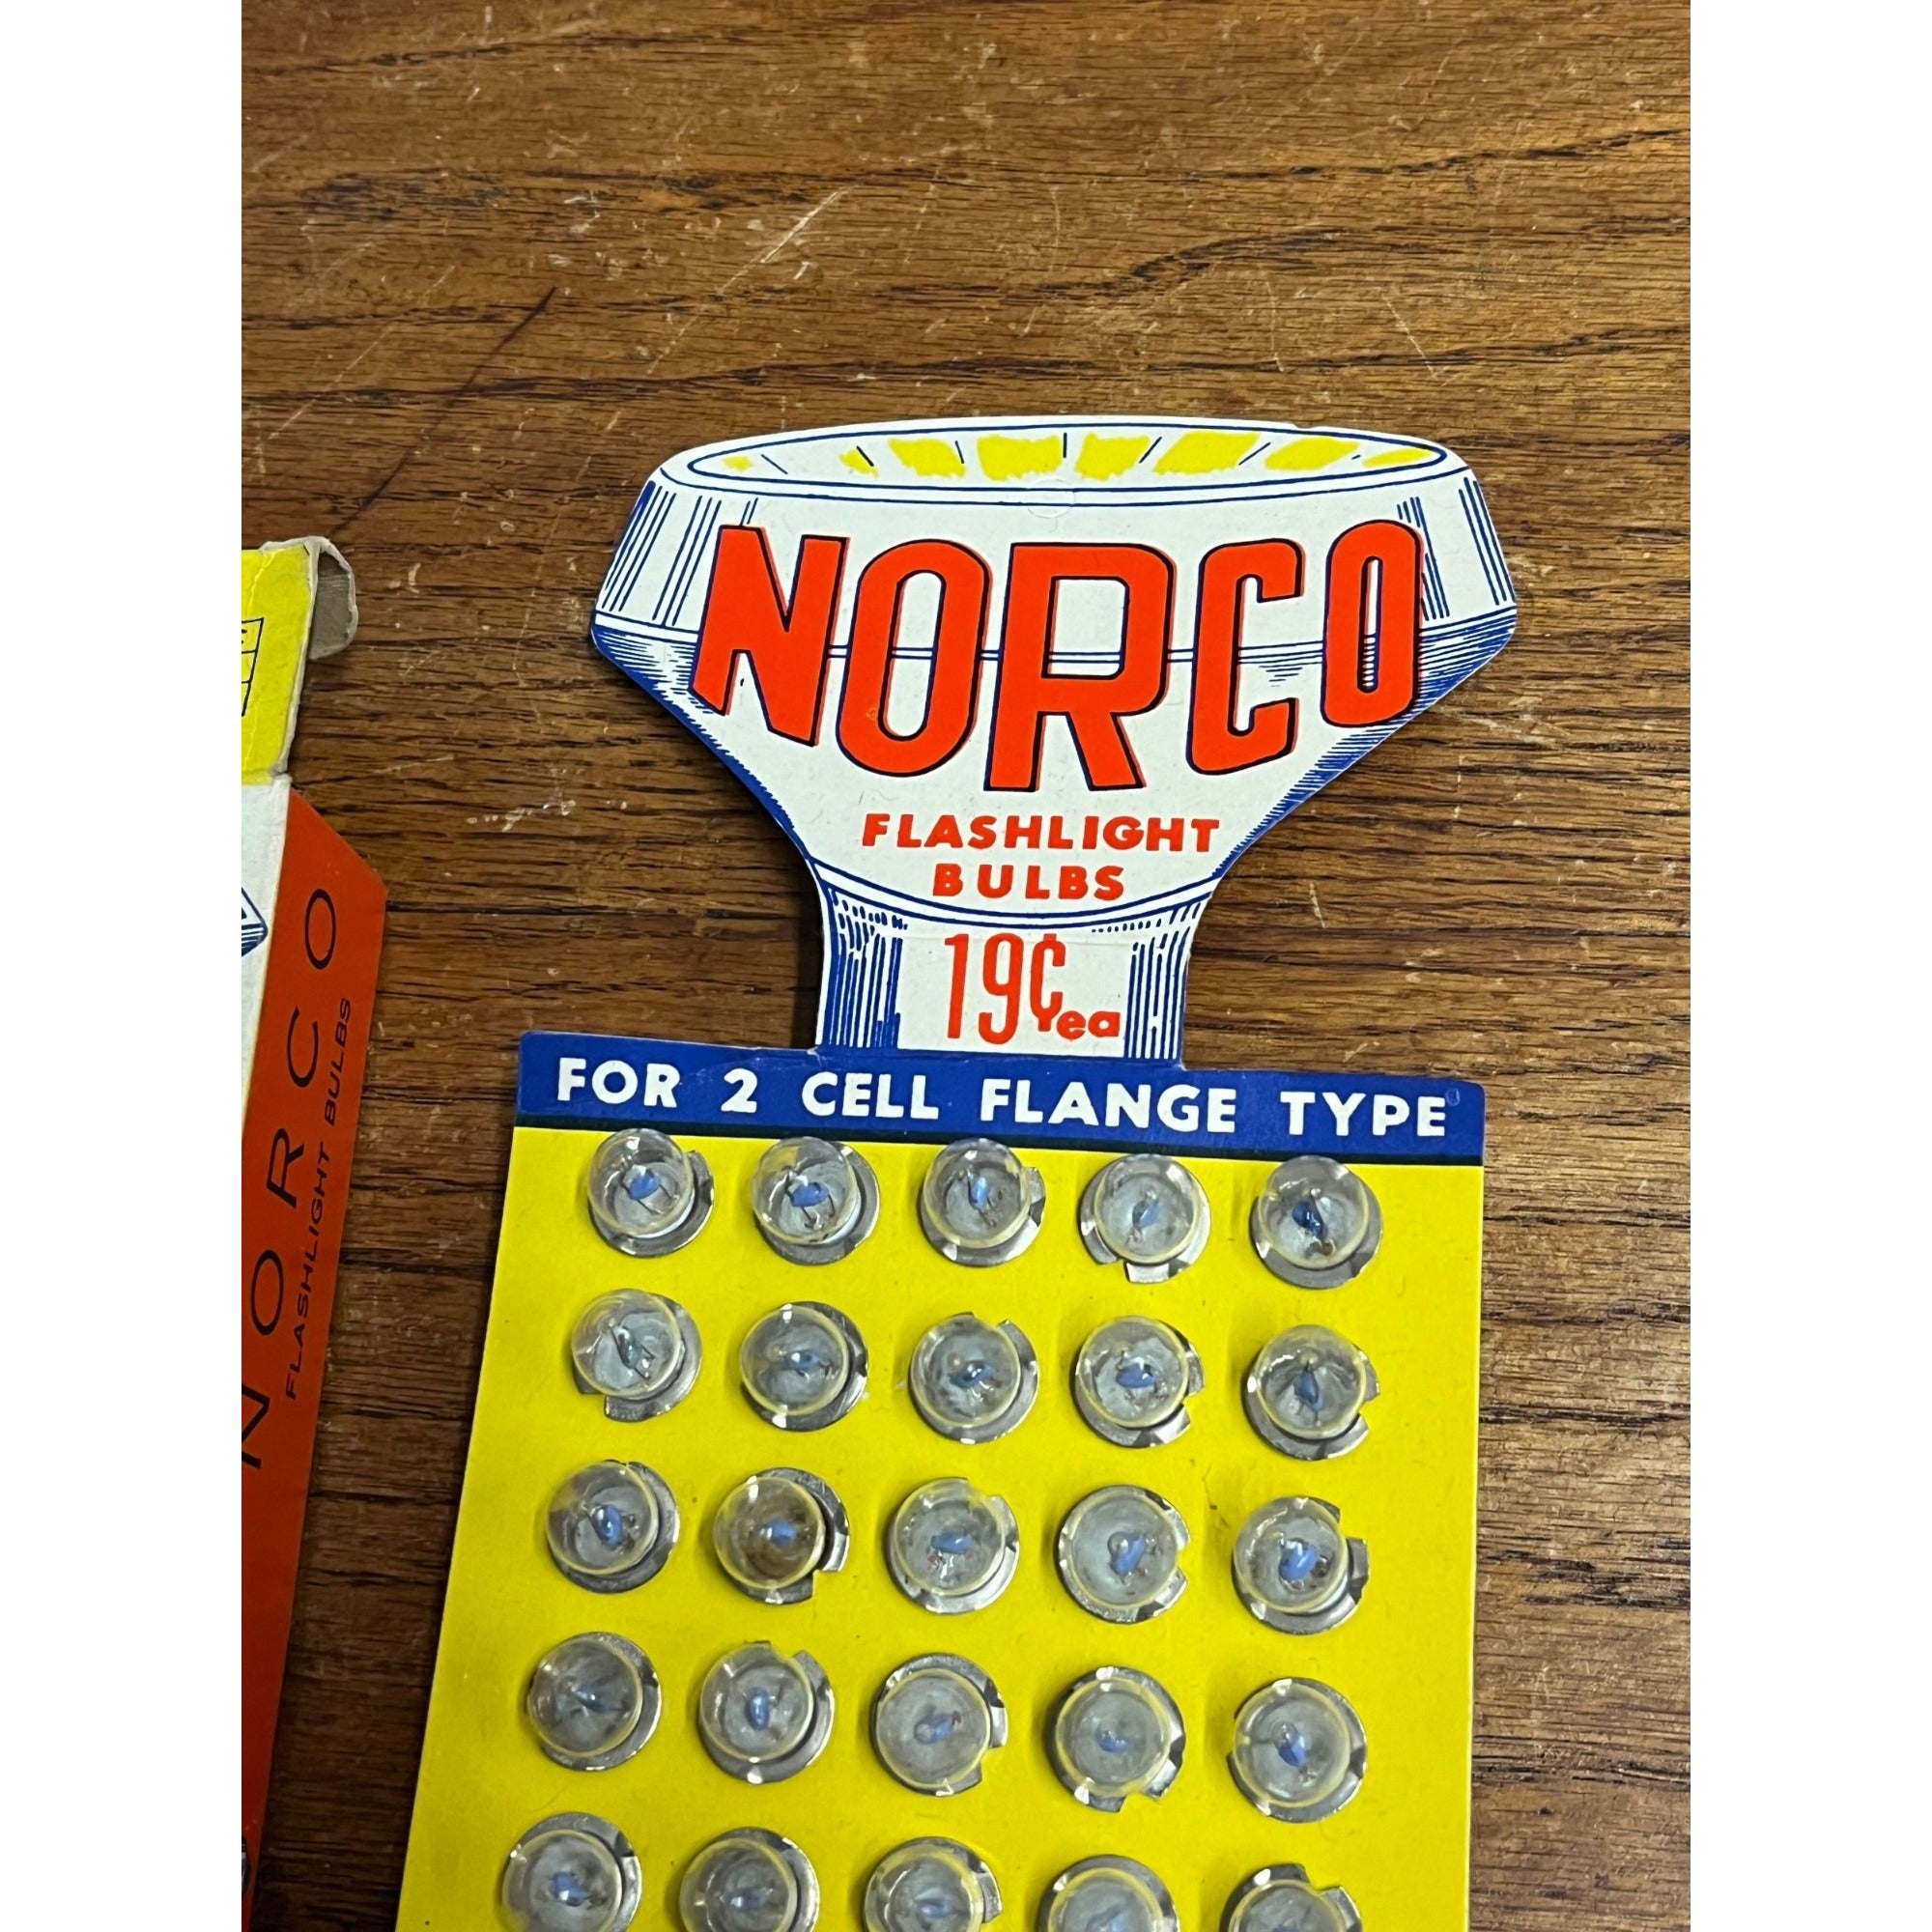 NORCO
FLASHLIGHT
BULBS
19¢ ea
FOR 2 CELL FLANGE TYPE
NORCO
FLASHLIGHT BULBS